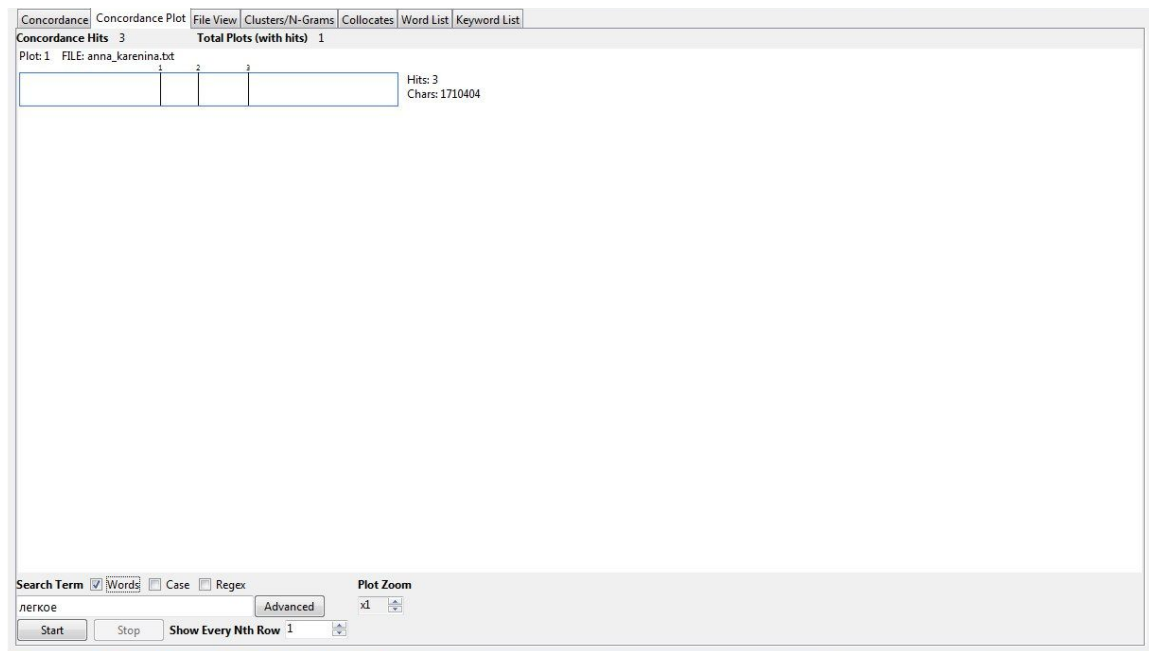 Concordance Concordance Plot File View Clusters/N-Grams Collocates Word List Keyword List
Concordance Hits 3 Total Plots (with hits) 1
Plot: 1 FILE: anna_karenina.txt
1 2 3
Hits: 3
Chars: 1710404
Search Term Words Case Regex Plot Zoom
легкое Advanced x1
Start Stop Show Every Nth Row 1